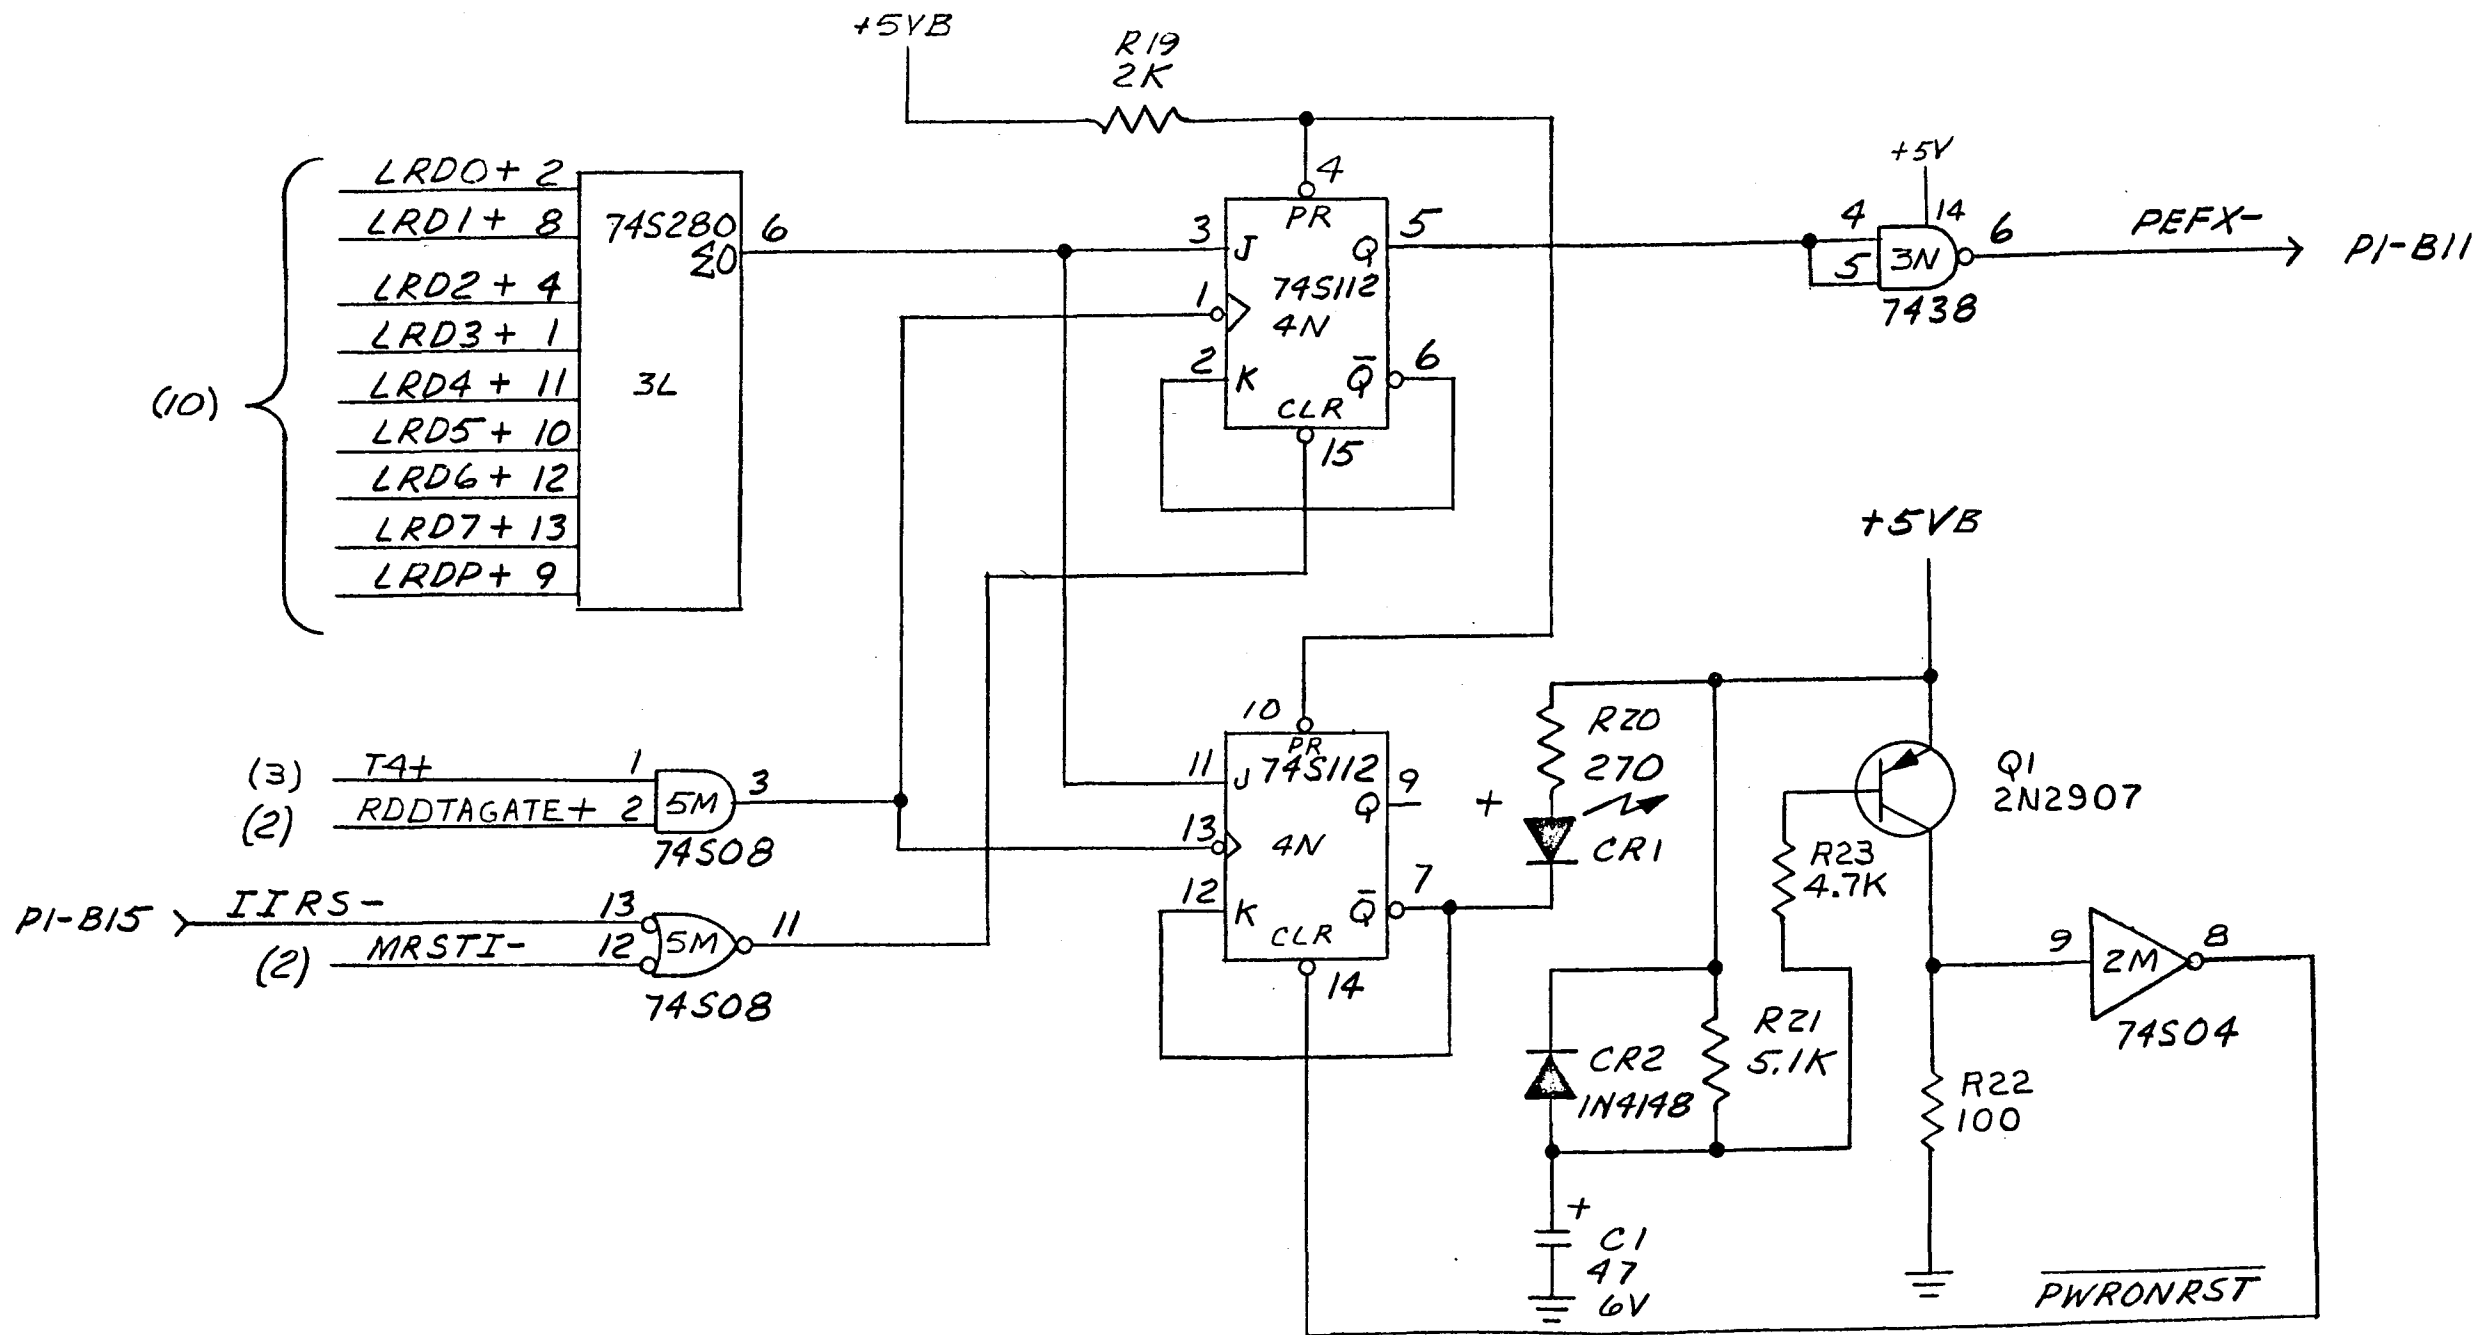 +5VB
R19
2K
(10)
LRD0+ 2
LRD1+ 8
LRD2+ 4
LRD3+ 1
LRD4+ 11
LRD5+ 10
LRD6+ 12
LRD7+ 13
LRDP+ 9
74S280
ΣO
3L
6
4
PR
3
J
Q
5
1
74S112
4N
2
K
Q̅
6
CLR
15
+5V
14
4
5
3N
6
7438
PEFX-
P1-B11
(3)
T4+
1
(2)
RDDTAGATE+ 2
5M
3
74S08
P1-B15
IIRS-
13
(2)
MRSTI-
12
5M
11
74S08
10
PR
11
J
74S112
Q
9
13
4N
12
K
Q̅
7
CLR
14
+5VB
R20
270
+
CR1
Q1
2N2907
R23
4.7K
CR2
1N4148
R21
5.1K
9
2M
8
74S04
R22
100
+
C1
47
6V
P̅W̅R̅O̅N̅R̅S̅T̅